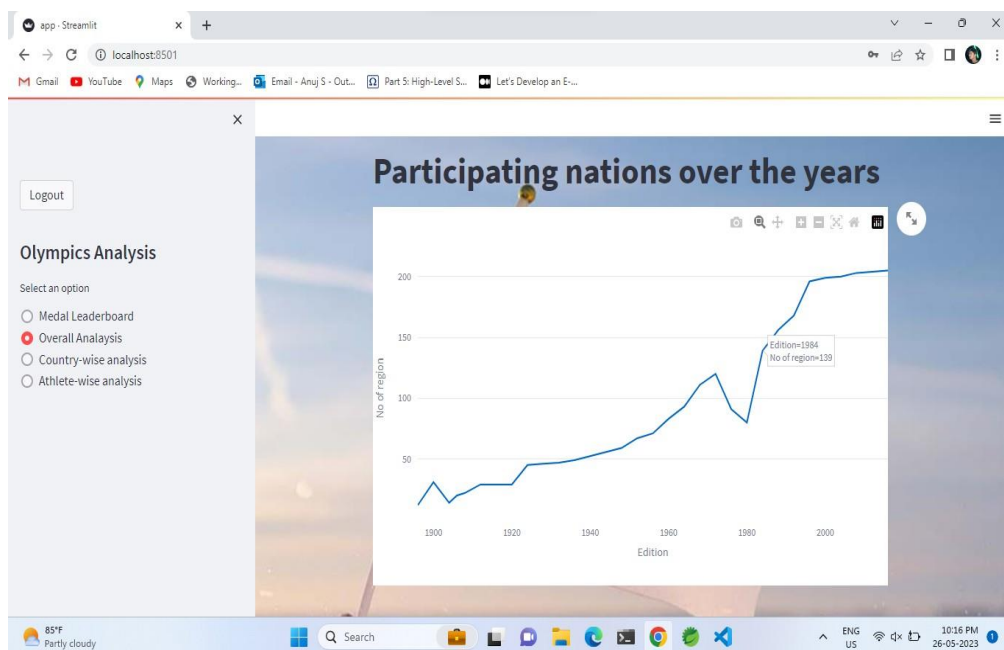 app · Streamlit
localhost:8501
Gmail YouTube Maps Working... Email - Anuj S - Out... Part 5: High-Level S... Let's Develop an E-...
Logout
Olympics Analysis
Select an option
Medal Leaderboard
Overall Analaysis
Country-wise analysis
Athlete-wise analysis
Participating nations over the years
200
150
100
50
No of region
Edition=1984
No of region=139
1900 1920 1940 1960 1980 2000
Edition
85°F
Partly cloudy
Search
ENG
US
10:16 PM
26-05-2023
1